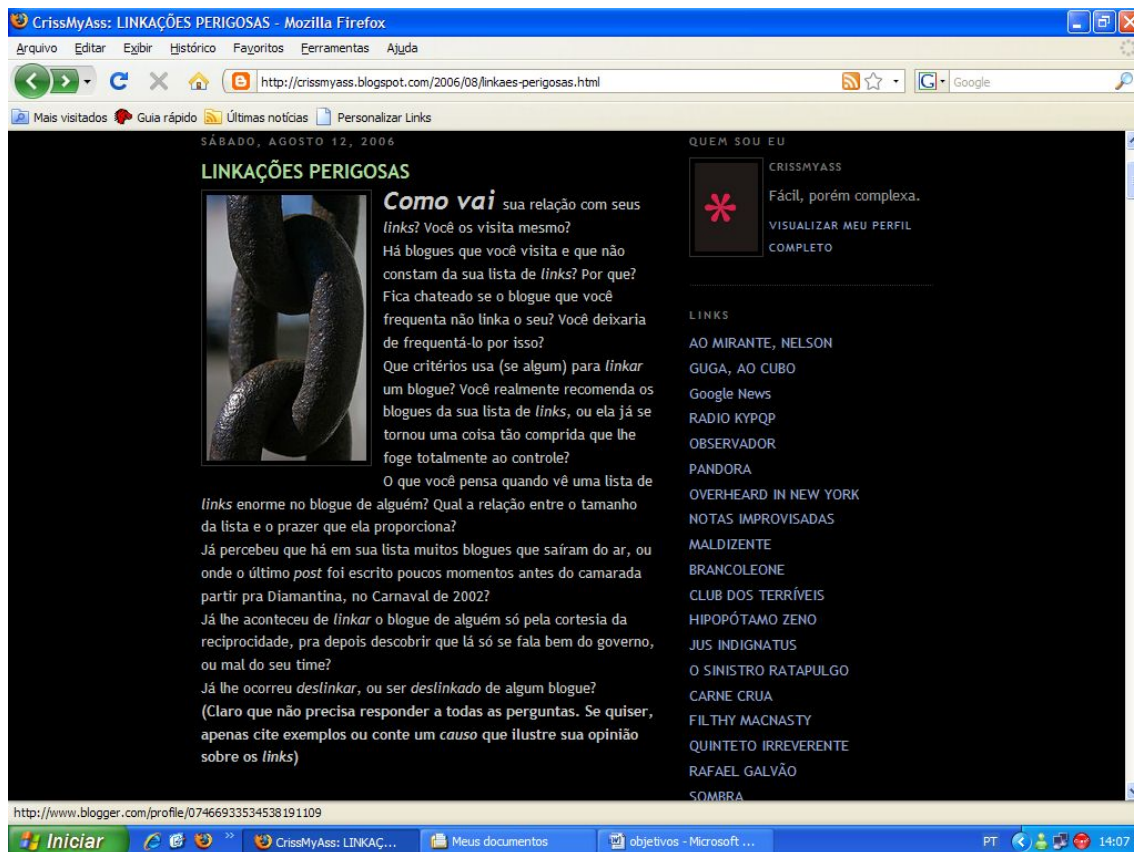 CrissMyAss: LINKAÇÕES PERIGOSAS - Mozilla Firefox
Arquivo Editar Exibir Histórico Favoritos Ferramentas Ajuda
http://crissmyass.blogspot.com/2006/08/linkaes-perigosas.html
G Google
Mais visitados Guia rápido Últimas notícias Personalizar Links
SÁBADO, AGOSTO 12, 2006
LINKAÇÕES PERIGOSAS
Como vai sua relação com seus
links? Você os visita mesmo?
Há blogues que você visita e que não
constam da sua lista de links? Por que?
Fica chateado se o blogue que você
frequenta não linka o seu? Você deixaria
de frequentá-lo por isso?
Que critérios usa (se algum) para linkar
um blogue? Você realmente recomenda os
blogues da sua lista de links, ou ela já se
tornou uma coisa tão comprida que lhe
foge totalmente ao controle?
O que você pensa quando vê uma lista de
links enorme no blogue de alguém? Qual a relação entre o tamanho
da lista e o prazer que ela proporciona?
Já percebeu que há em sua lista muitos blogues que saíram do ar, ou
onde o último post foi escrito poucos momentos antes do camarada
partir pra Diamantina, no Carnaval de 2002?
Já lhe aconteceu de linkar o blogue de alguém só pela cortesia da
reciprocidade, pra depois descobrir que lá só se fala bem do governo,
ou mal do seu time?
Já lhe ocorreu deslinkar, ou ser deslinkado de algum blogue?
(Claro que não precisa responder a todas as perguntas. Se quiser,
apenas cite exemplos ou conte um causo que ilustre sua opinião
sobre os links)
QUEM SOU EU
CRISSMYASS
Fácil, porém complexa.
VISUALIZAR MEU PERFIL
COMPLETO
LINKS
AO MIRANTE, NELSON
GUGA, AO CUBO
Google News
RADIO KYPQP
OBSERVADOR
PANDORA
OVERHEARD IN NEW YORK
NOTAS IMPROVISADAS
MALDIZENTE
BRANCOLEONE
CLUB DOS TERRÍVEIS
HIPOPÓTAMO ZENO
JUS INDIGNATUS
O SINISTRO RATAPULGO
CARNE CRUA
FILTHY MACNASTY
QUINTETO IRREVERENTE
RAFAEL GALVÃO
SOMBRA
http://www.blogger.com/profile/07466933534538191109
Iniciar CrissMyAss: LINKAÇ... Meus documentos objetivos - Microsoft ... PT 14:07